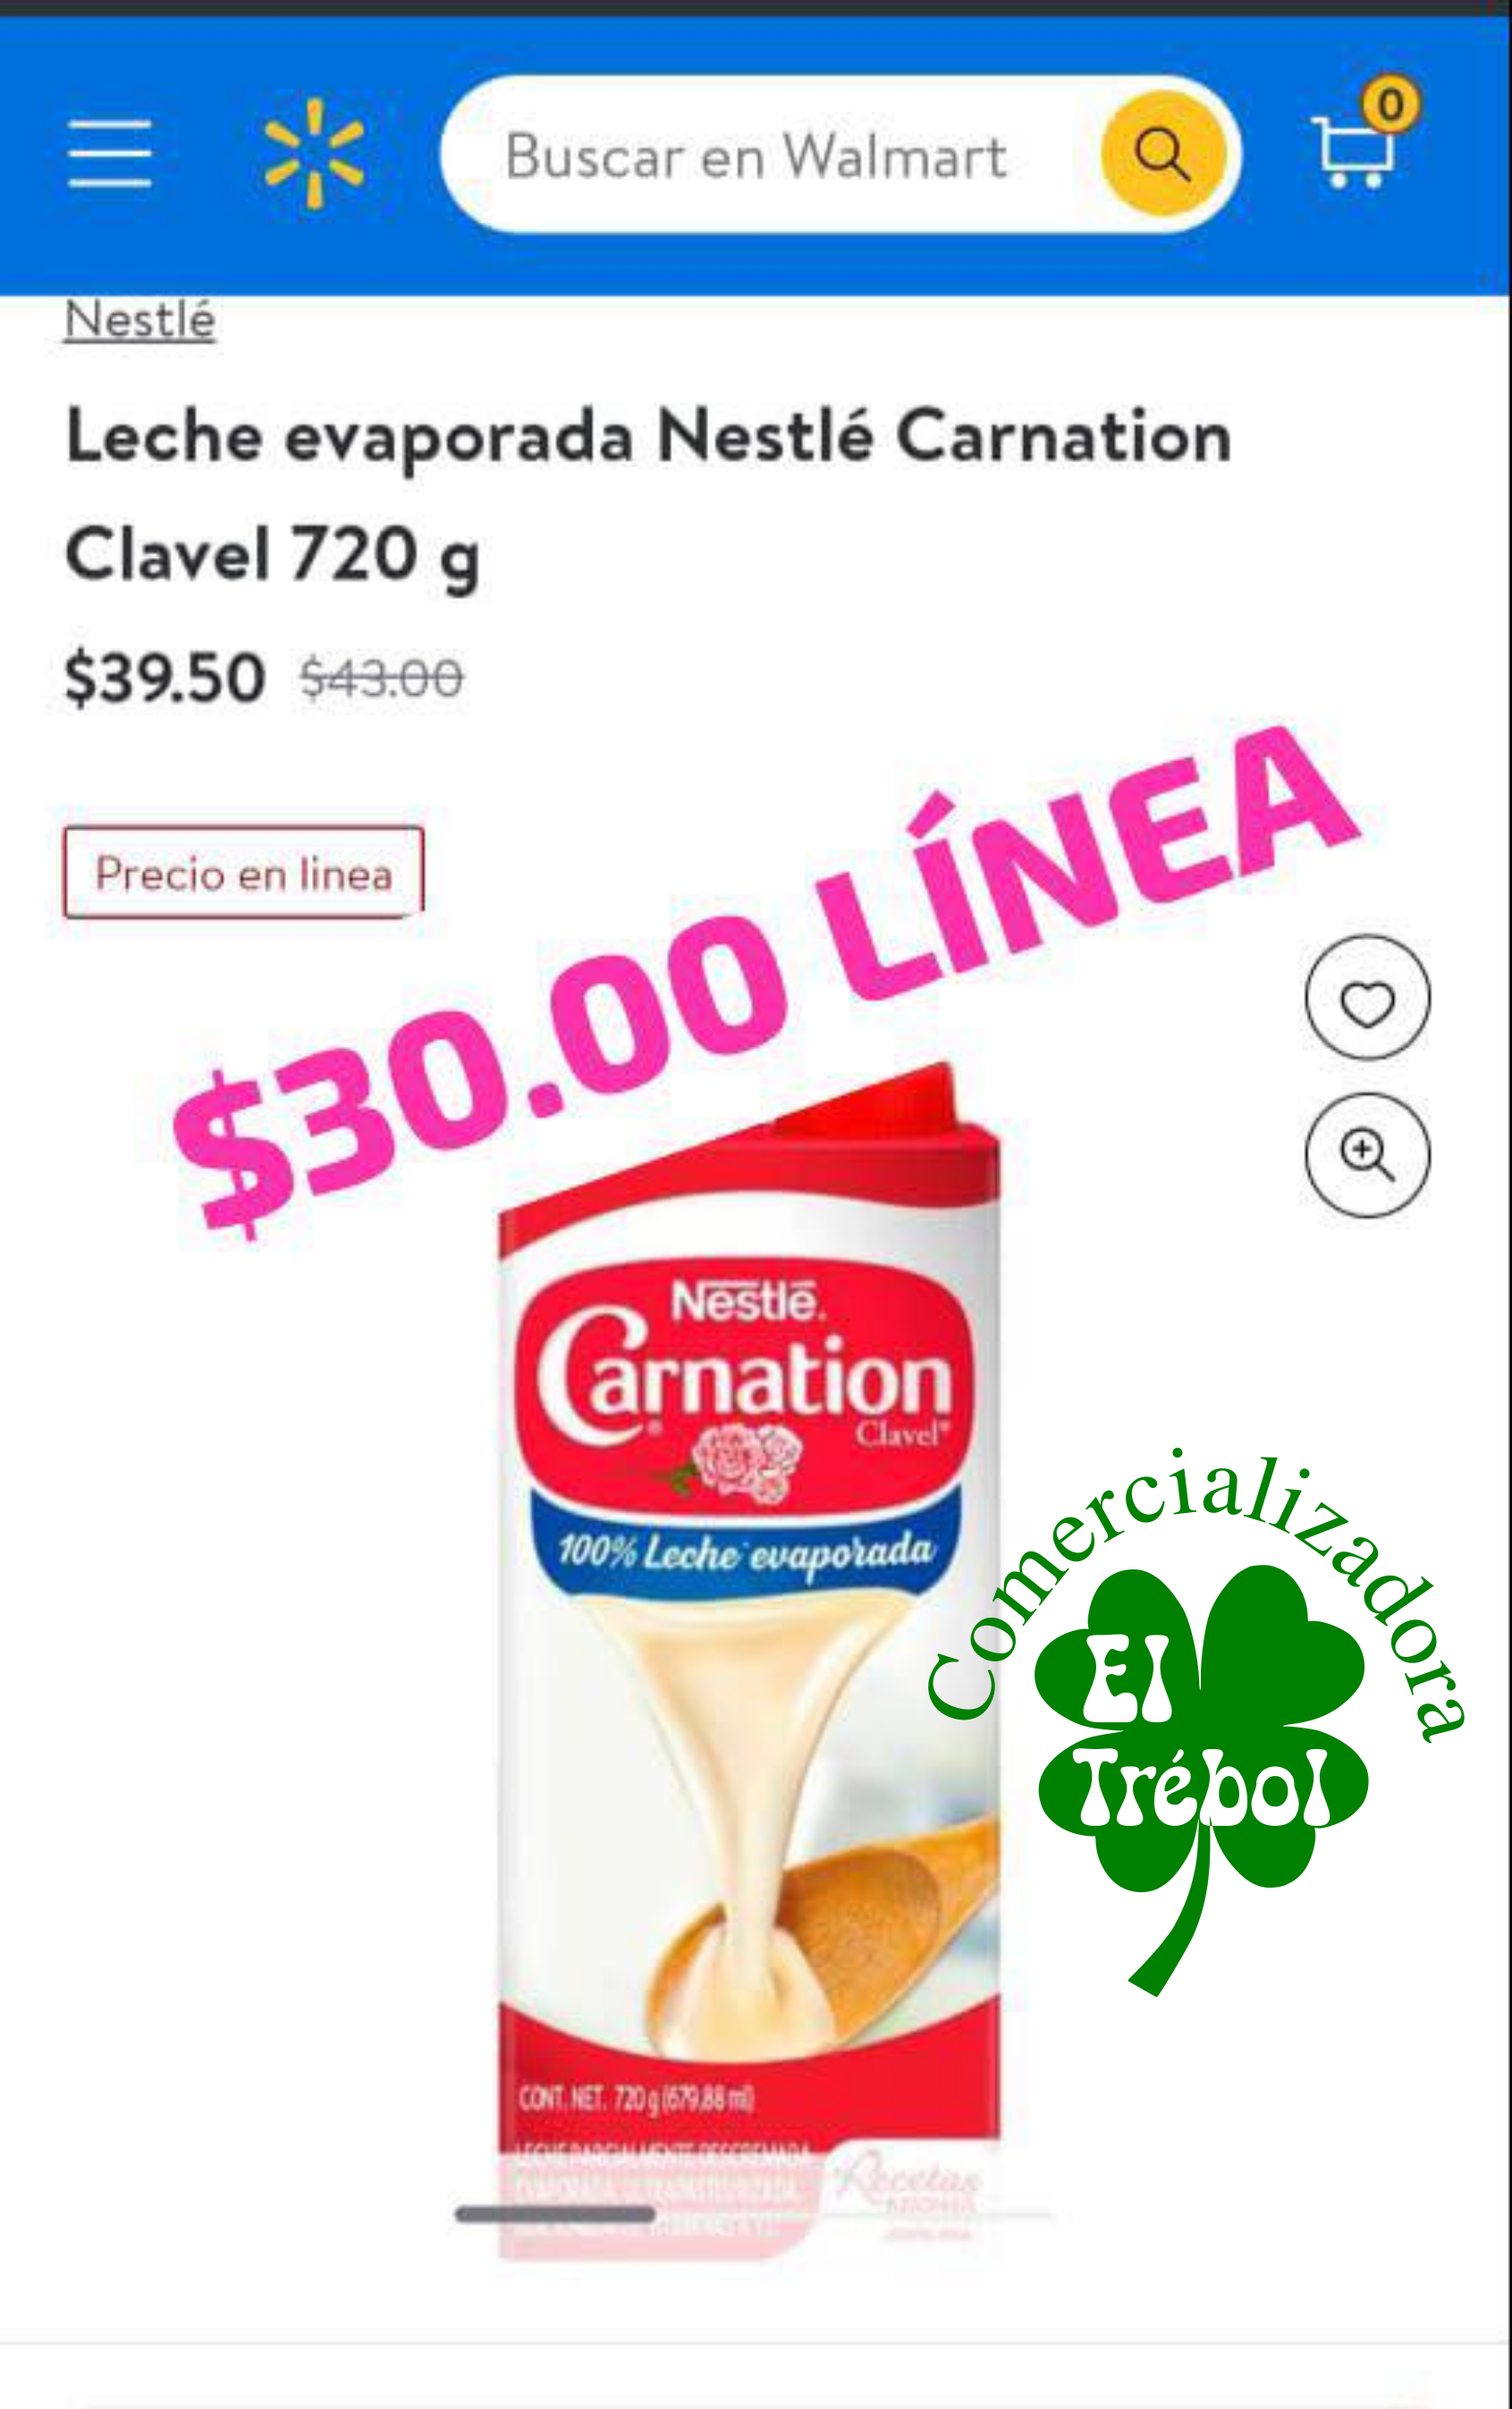 0
Buscar en Walmart
Nestlé
Leche evaporada Nestlé Carnation
Clavel 720 g
$39.50 $43.00
Precio en linea
$30.00 LÍNEA
Nestlé.
Carnation
Clavel®
100% Leche evaporada
Comercializadora
El
Trébol
CONT. NET. 720 g (679.88 ml)
LECHE PARCIALMENTE DESCREMADA
Recetas